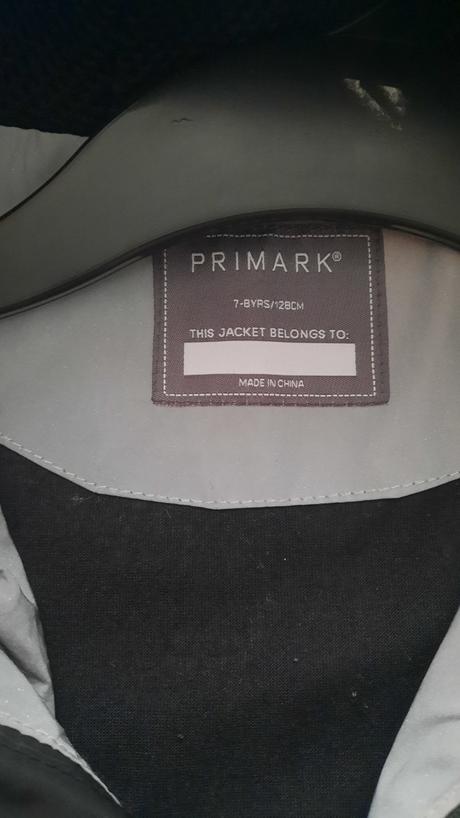 PRIMARK®
7-8YRS/128CM
THIS JACKET BELONGS TO:
MADE IN CHINA